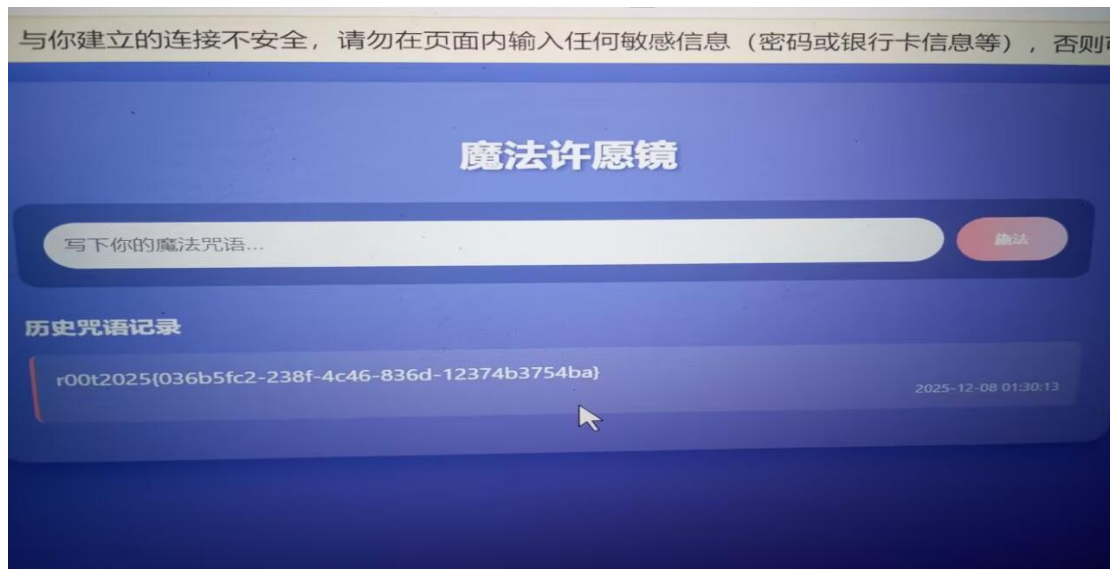 与你建立的连接不安全，请勿在页面内输入任何敏感信息（密码或银行卡信息等），否则
魔法许愿镜
写下你的魔法咒语...
施法
历史咒语记录
r00t2025{036b5fc2-238f-4c46-836d-12374b3754ba}
2025-12-08 01:30:13